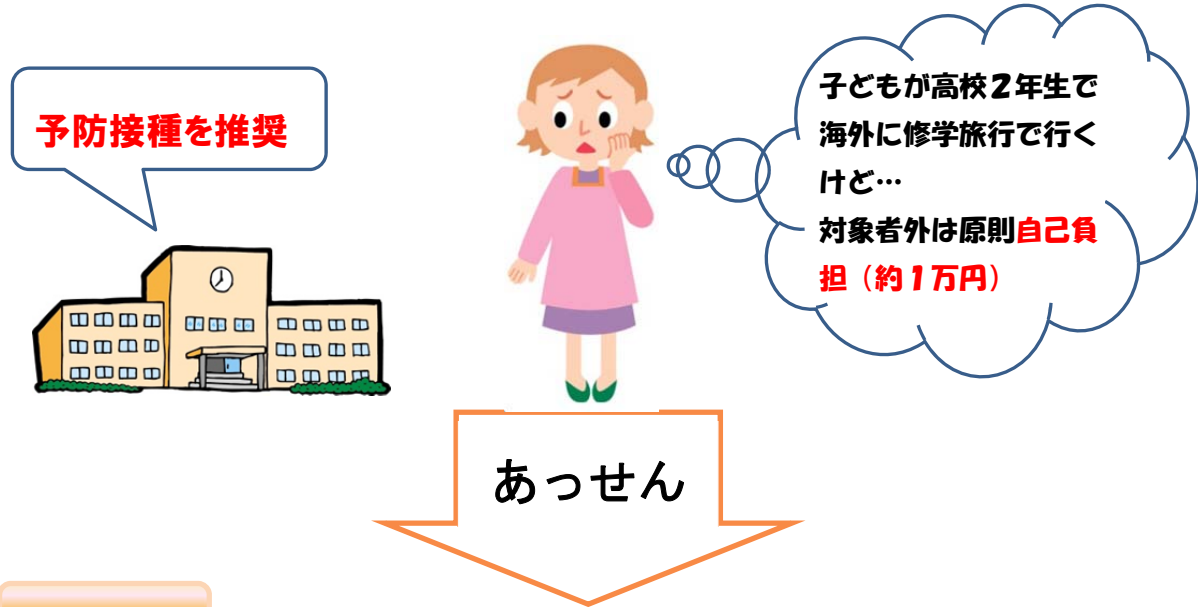 予防接種を推奨
子どもが高校２年生で
海外に修学旅行で行く
けど…
対象者外は原則自己負
担（約１万円）
あっせん